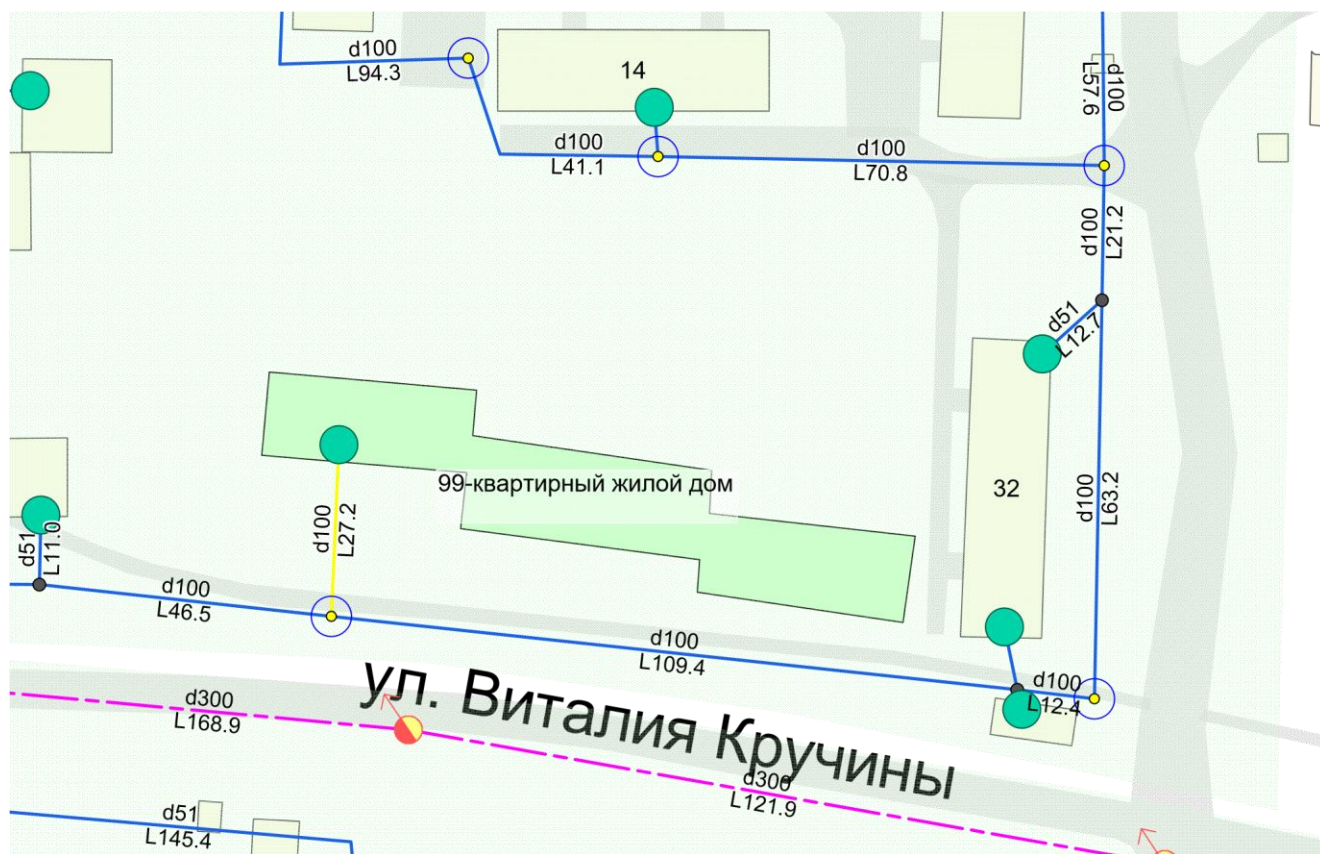 d100
L94.3
14
d100
L57.6
d100
L41.1
d100
L70.8
d100
L21.2
d51
L12.7
99-квартирный жилой дом
32
d100
L63.2
d51
L11.0
d100
L27.2
d100
L46.5
d100
L109.4
d100
L12.4
ул. Виталия Кручины
d300
L168.9
d300
L121.9
d51
L145.4